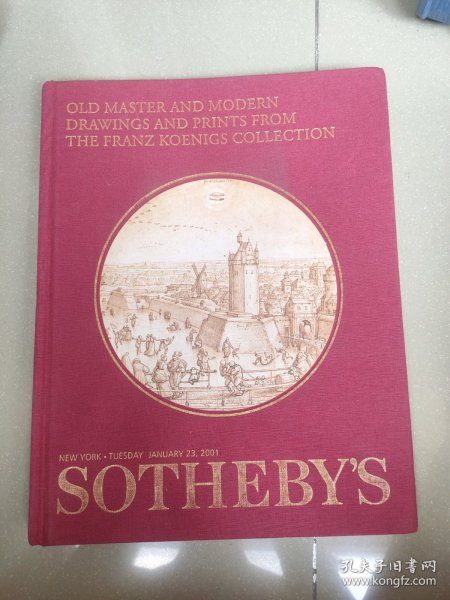 OLD MASTER AND MODERN
DRAWINGS AND PRINTS FROM
THE FRANZ KOENIGS COLLECTION
NEW YORK • TUESDAY JANUARY 23, 2001
SOTHEBY'S
孔夫子旧书网
www.kongfz.com